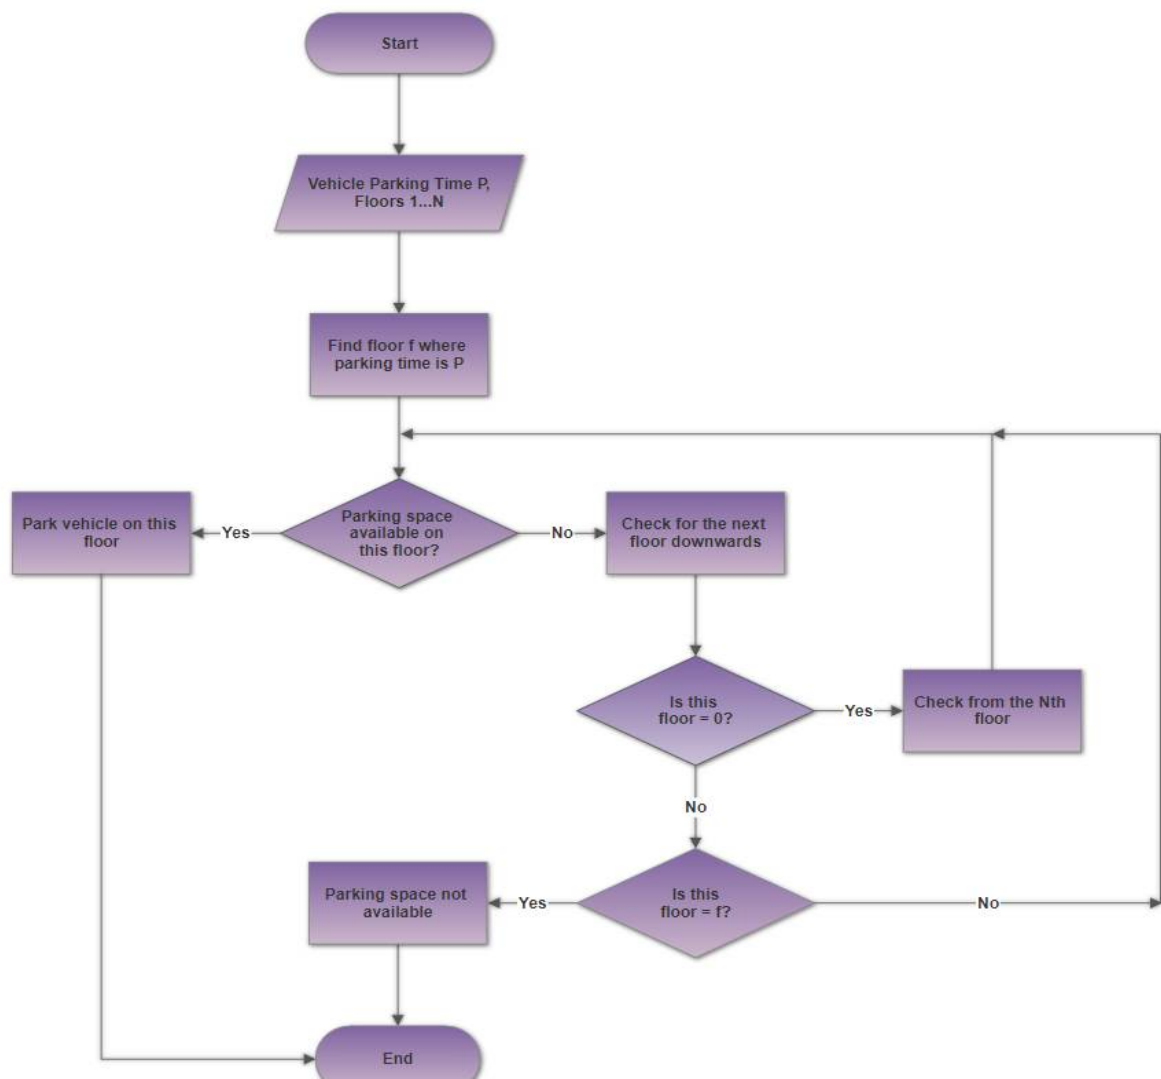 Start
Vehicle Parking Time P,
Floors 1...N
Find floor f where
parking time is P
Park vehicle on this
floor
Yes
Parking space
available on
this floor?
No
Check for the next
floor downwards
Is this
floor = 0?
Yes
Check from the Nth
floor
No
Parking space not
available
Yes
Is this
floor = f?
No
End